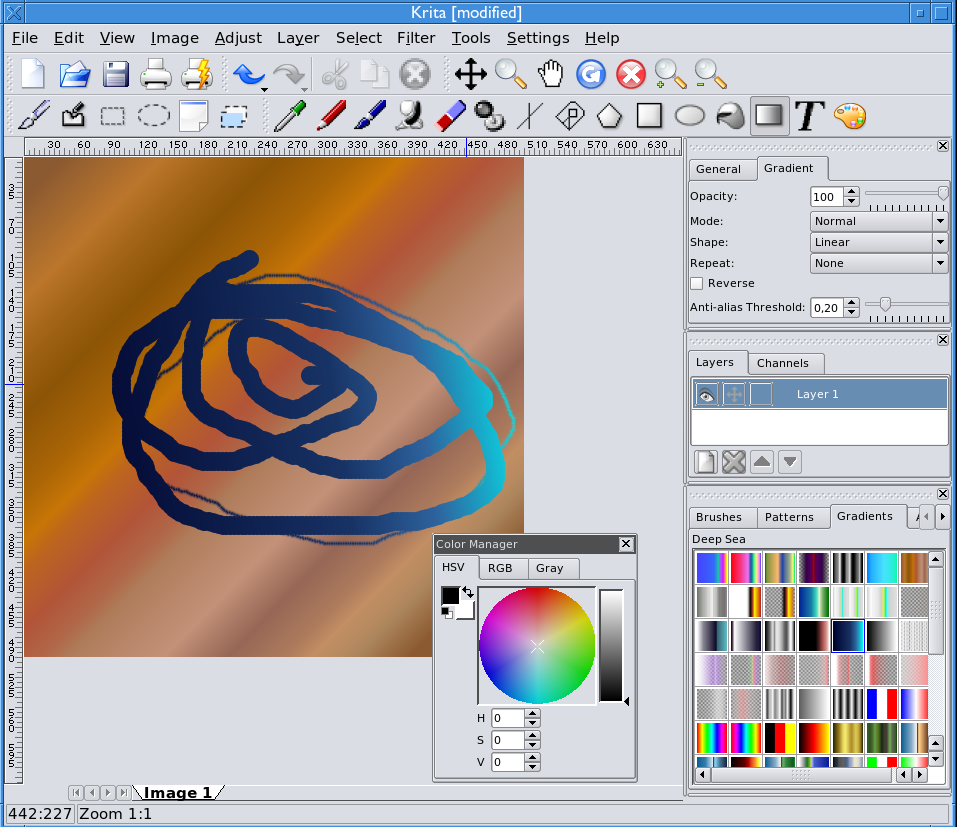 Krita [modified]
File Edit View Image Adjust Layer Select Filter Tools Settings Help
30 60 90 120 150 180 210 240 270 300 330 360 390 420 450 480 510 540 570 600 630
35
70
105
140
175
210
245
280
315
350
385
420
455
490
525
560
595
General Gradient
Opacity: 100
Mode: Normal
Shape: Linear
Repeat: None
Reverse
Anti-alias Threshold: 0,20
Layers Channels
Layer 1
Brushes Patterns Gradients
Deep Sea
Color Manager
HSV RGB Gray
H 0
S 0
V 0
Image 1
442:227 Zoom 1:1